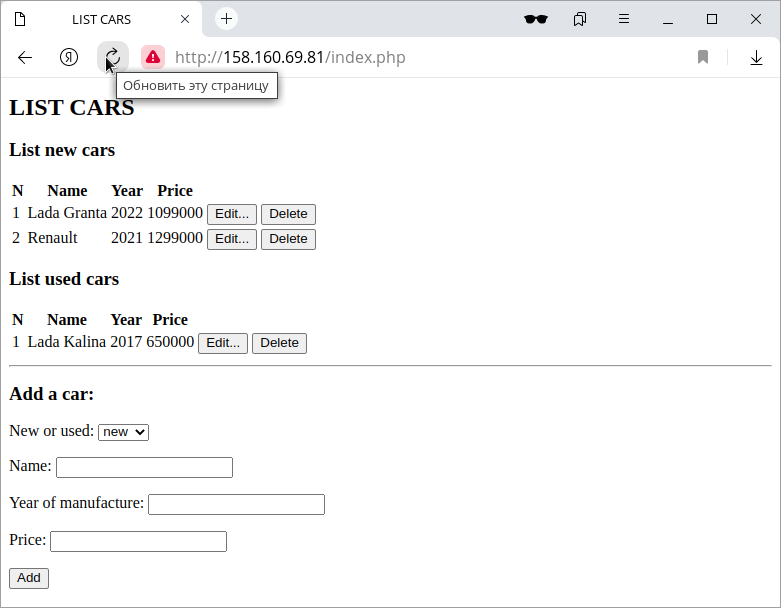 LIST CARS
Я http://158.160.69.81/index.php
Обновить эту страницу
LIST CARS
List new cars
N Name Year Price
1 Lada Granta 2022 1099000 Edit... Delete
2 Renault 2021 1299000 Edit... Delete
List used cars
N Name Year Price
1 Lada Kalina 2017 650000 Edit... Delete
Add a car:
New or used: new
Name:
Year of manufacture:
Price:
Add